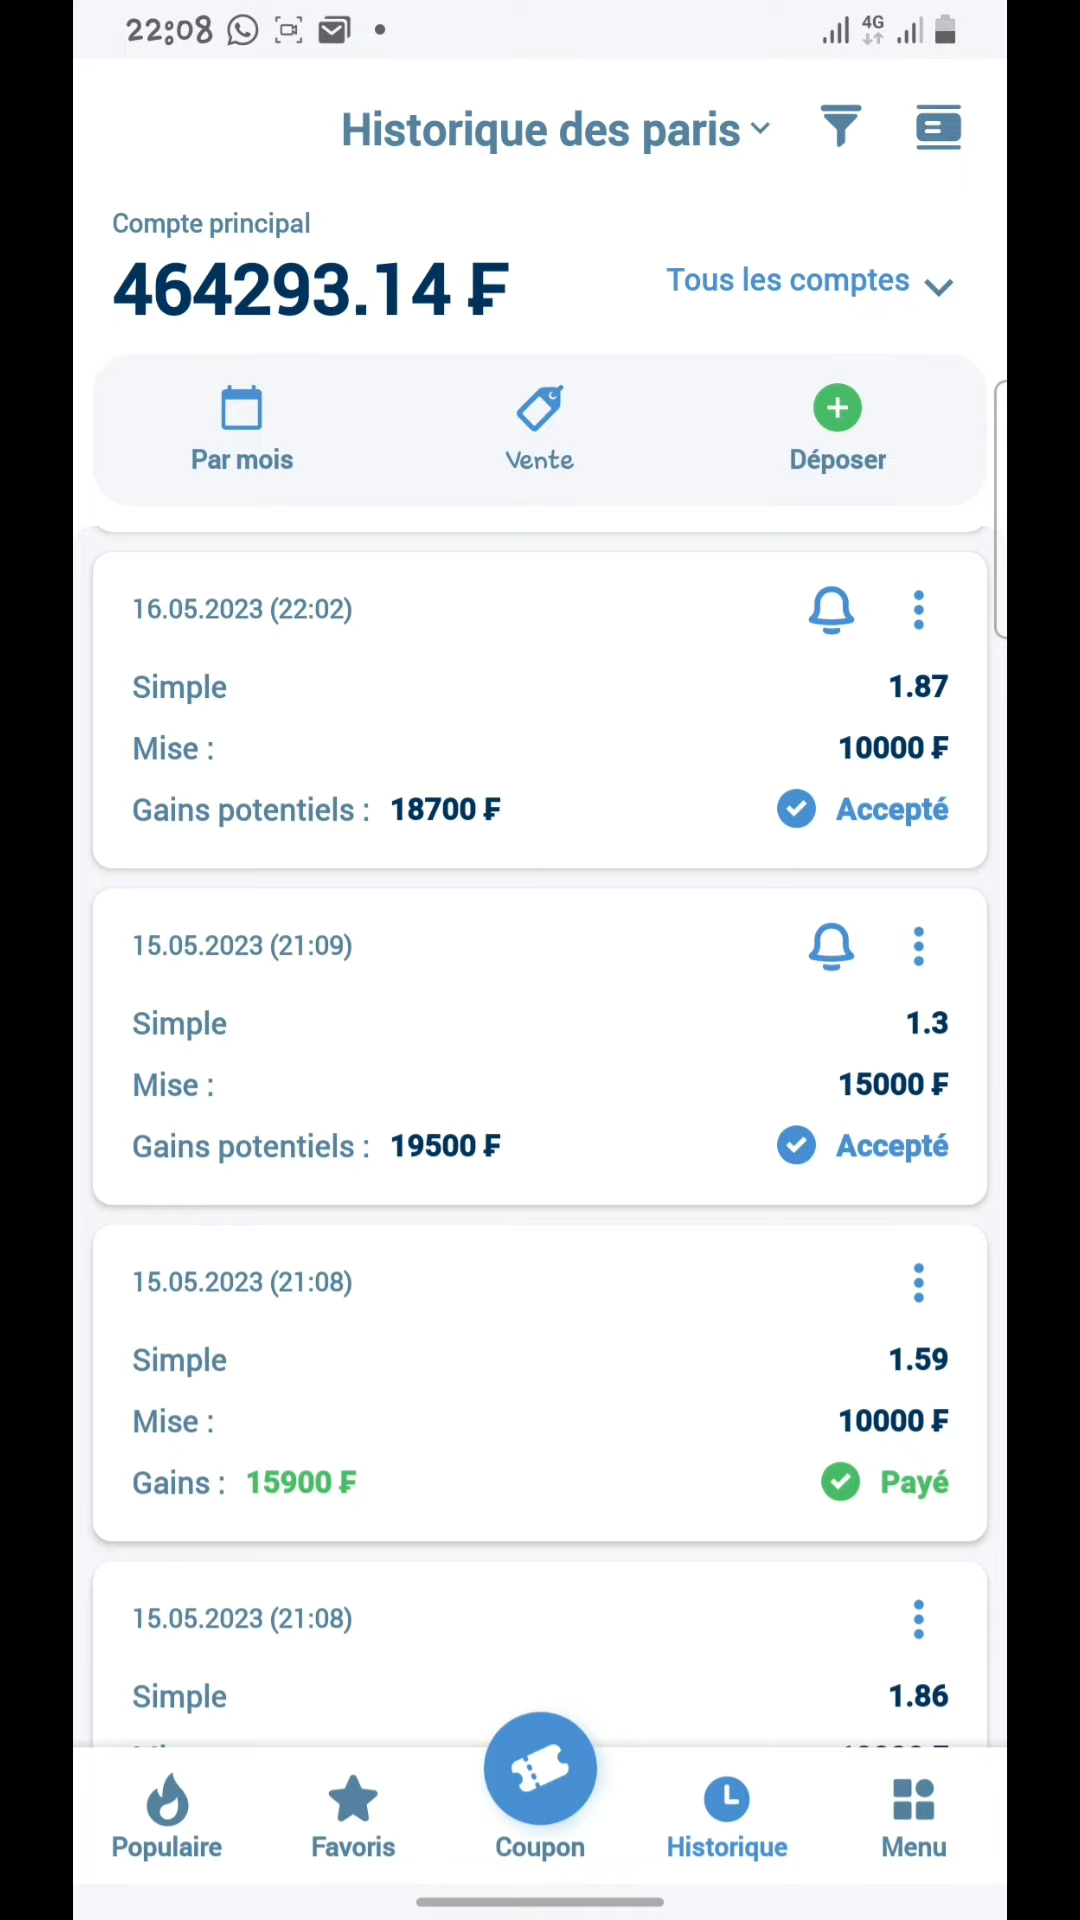 22:08
4G
Historique des paris
Compte principal
464293.14 ₣
Tous les comptes
Par mois
Vente
Déposer
16.05.2023 (22:02)
Simple 1.87
Mise : 10000 ₣
Gains potentiels : 18700 ₣ Accepté
15.05.2023 (21:09)
Simple 1.3
Mise : 15000 ₣
Gains potentiels : 19500 ₣ Accepté
15.05.2023 (21:08)
Simple 1.59
Mise : 10000 ₣
Gains : 15900 ₣ Payé
15.05.2023 (21:08)
Simple 1.86
Populaire
Favoris
Coupon
Historique
Menu